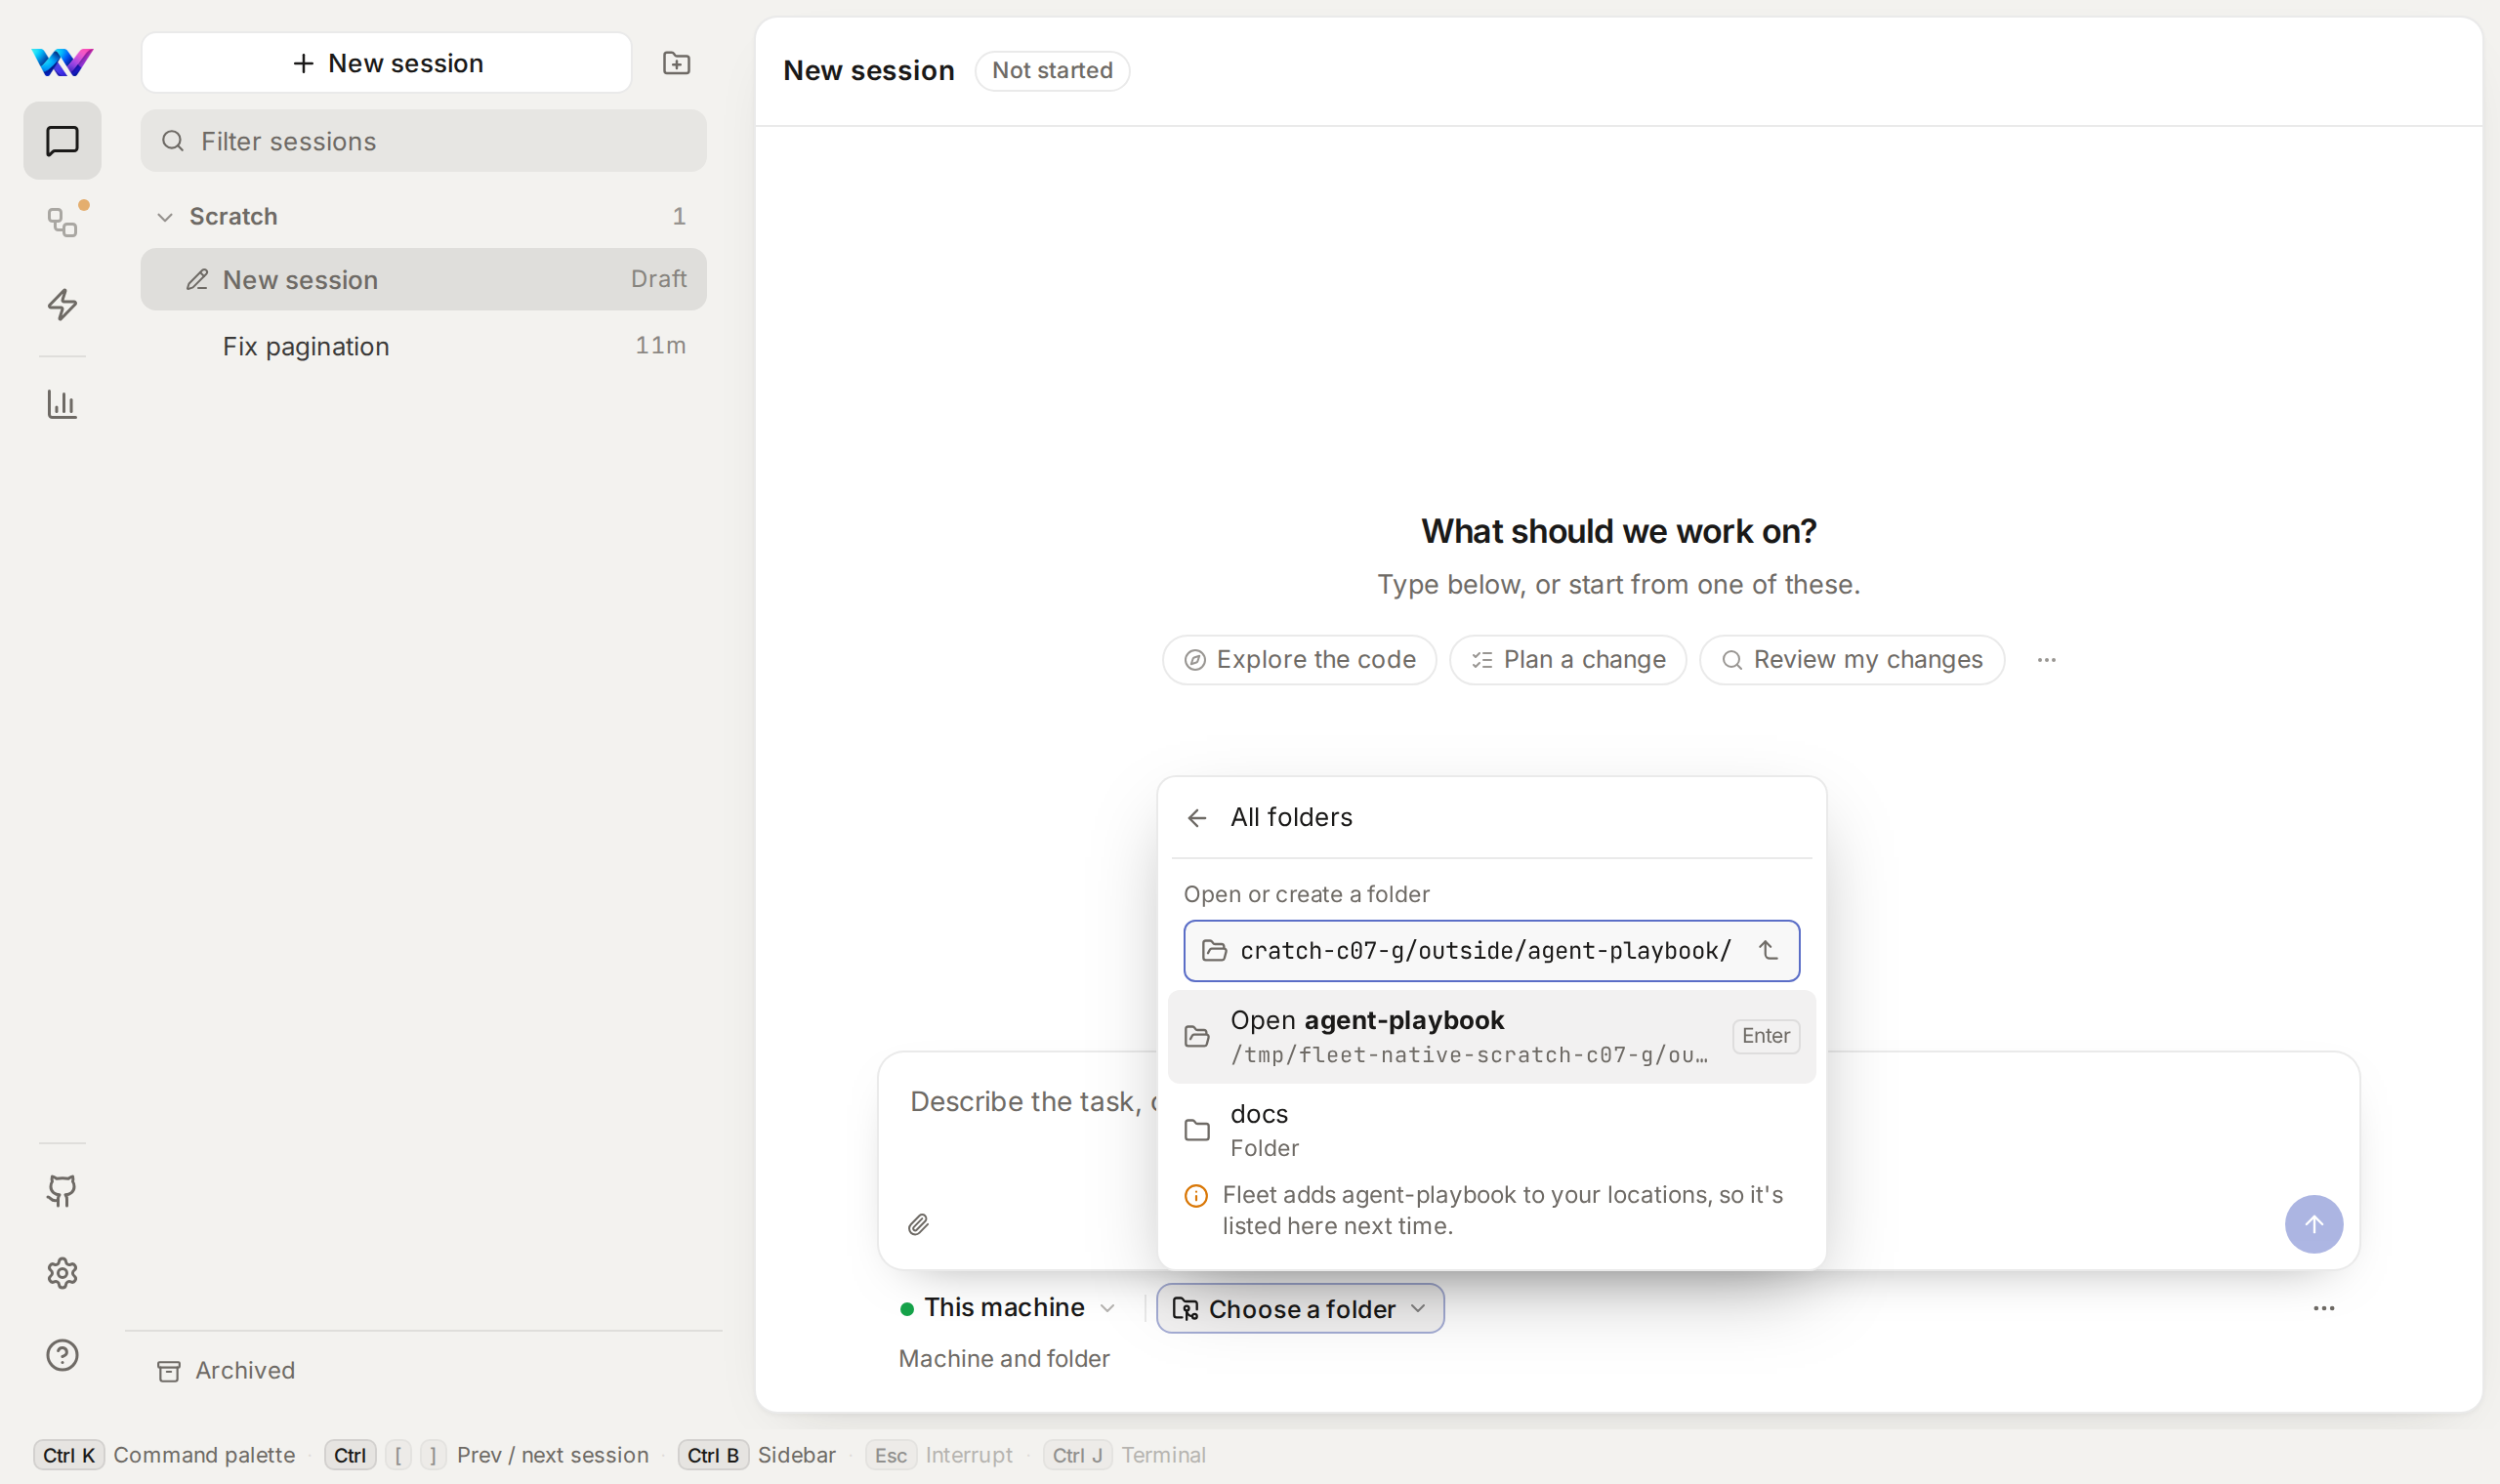 New session
Filter sessions
Scratch 1
New session Draft
Fix pagination 11m
Archived
New session Not started
What should we work on?
Type below, or start from one of these.
Explore the code Plan a change Review my changes
All folders
Open or create a folder
cratch-c07-g/outside/agent-playbook/
Open agent-playbook Enter
/tmp/fleet-native-scratch-c07-g/ou…
docs
Folder
Fleet adds agent-playbook to your locations, so it's
listed here next time.
Describe the task,
This machine Choose a folder
Machine and folder
Ctrl K Command palette · Ctrl [ ] Prev / next session · Ctrl B Sidebar · Esc Interrupt · Ctrl J Terminal